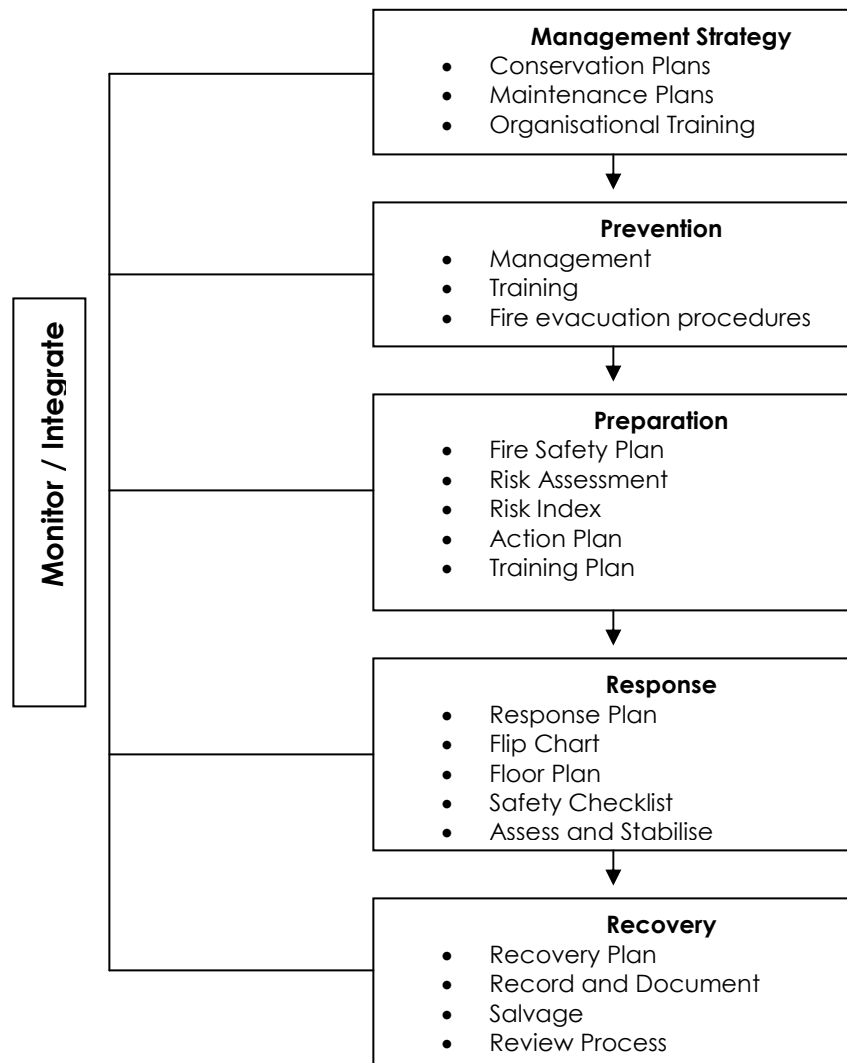 Monitor / Integrate
Management Strategy
• Conservation Plans
• Maintenance Plans
• Organisational Training
Prevention
• Management
• Training
• Fire evacuation procedures
Preparation
• Fire Safety Plan
• Risk Assessment
• Risk Index
• Action Plan
• Training Plan
Response
• Response Plan
• Flip Chart
• Floor Plan
• Safety Checklist
• Assess and Stabilise
Recovery
• Recovery Plan
• Record and Document
• Salvage
• Review Process